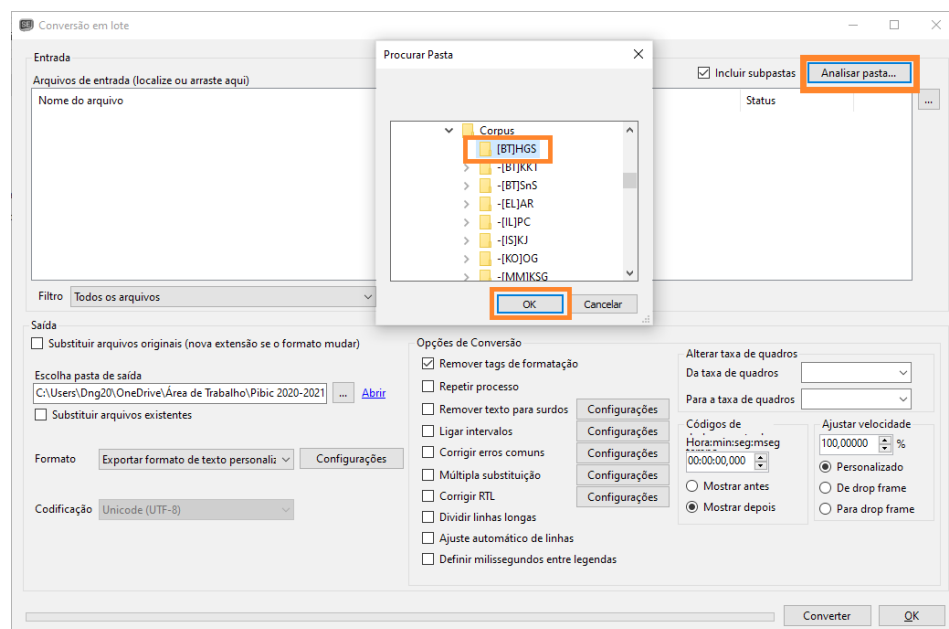 SE Conversão em lote
Entrada
Arquivos de entrada (localize ou arraste aqui)
Nome do arquivo
Status
Incluir subpastas
Analisar pasta...
...
Procurar Pasta
Corpus
[BT]HGS
-[BT]KKT
-[BT]SnS
-[EL]AR
-[IL]PC
-[IS]KJ
-[KO]OG
-[MM]KSG
OK
Cancelar
Filtro Todos os arquivos
Saída
Substituir arquivos originais (nova extensão se o formato mudar)
Escolha pasta de saída
C:\Users\Dng20\OneDrive\Área de Trabalho\Pibic 2020-2021 ... Abrir
Substituir arquivos existentes
Formato Exportar formato de texto personaliz Configurações
Codificação Unicode (UTF-8)
Opções de Conversão
Remover tags de formatação
Repetir processo
Remover texto para surdos Configurações
Ligar intervalos Configurações
Corrigir erros comuns Configurações
Múltipla substituição Configurações
Corrigir RTL Configurações
Dividir linhas longas
Ajuste automático de linhas
Definir milissegundos entre legendas
Alterar taxa de quadros
Da taxa de quadros
Para a taxa de quadros
Códigos de
Hora:min:seg:mseg
00:00:00,000
Mostrar antes
Mostrar depois
Ajustar velocidade
100,00000 %
Personalizado
De drop frame
Para drop frame
Converter OK